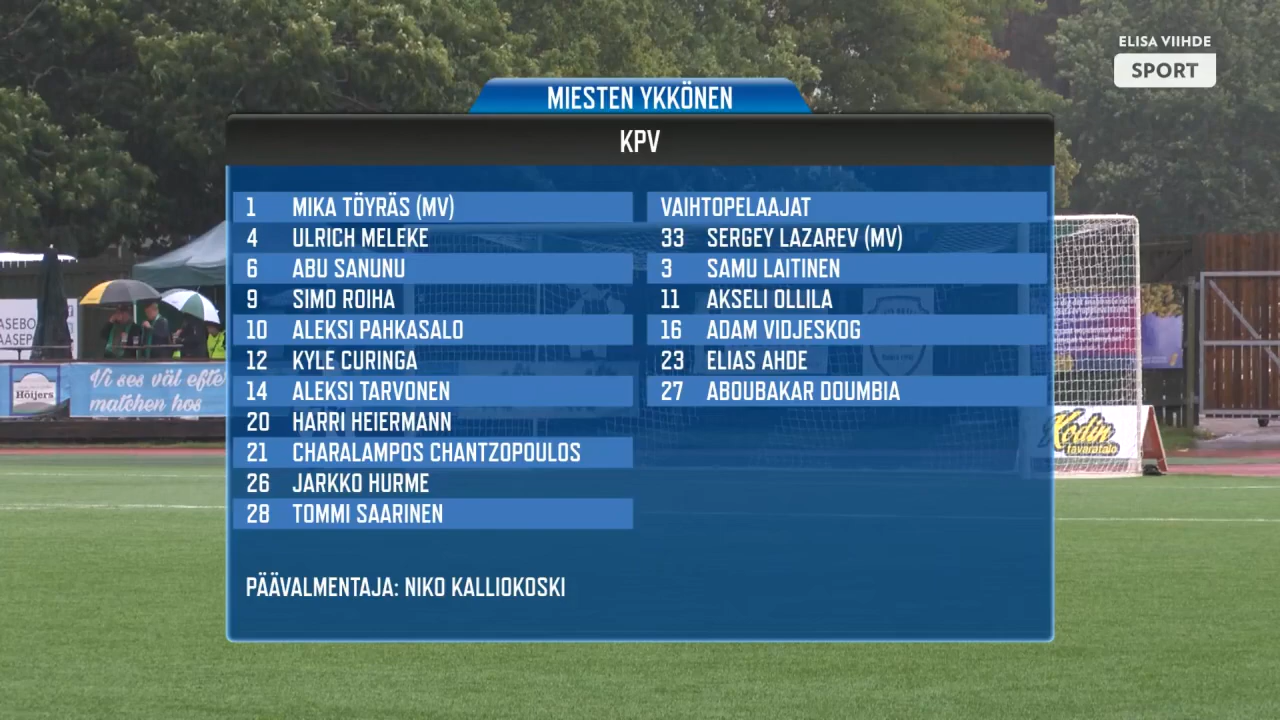 ELISA VIIHDE
SPORT
MIESTEN YKKÖNEN
KPV
1 MIKA TÖYRÄS (MV)
4 ULRICH MELEKE
6 ABU SANUNU
9 SIMO ROIHA
10 ALEKSI PAHKASALO
12 KYLE CURINGA
14 ALEKSI TARVONEN
20 HARRI HEIERMANN
21 CHARALAMPOS CHANTZOPOULOS
26 JARKKO HURME
28 TOMMI SAARINEN
VAIHTOPELAAJAT
33 SERGEY LAZAREV (MV)
3 SAMU LAITINEN
11 AKSELI OLLILA
16 ADAM VIDJESKOG
23 ELIAS AHDE
27 ABOUBAKAR DOUMBIA
PÄÄVALMENTAJA: NIKO KALLIOKOSKI
Höijers
Vi ses väl efte
matchen hos
Kodin
Tavaratalo